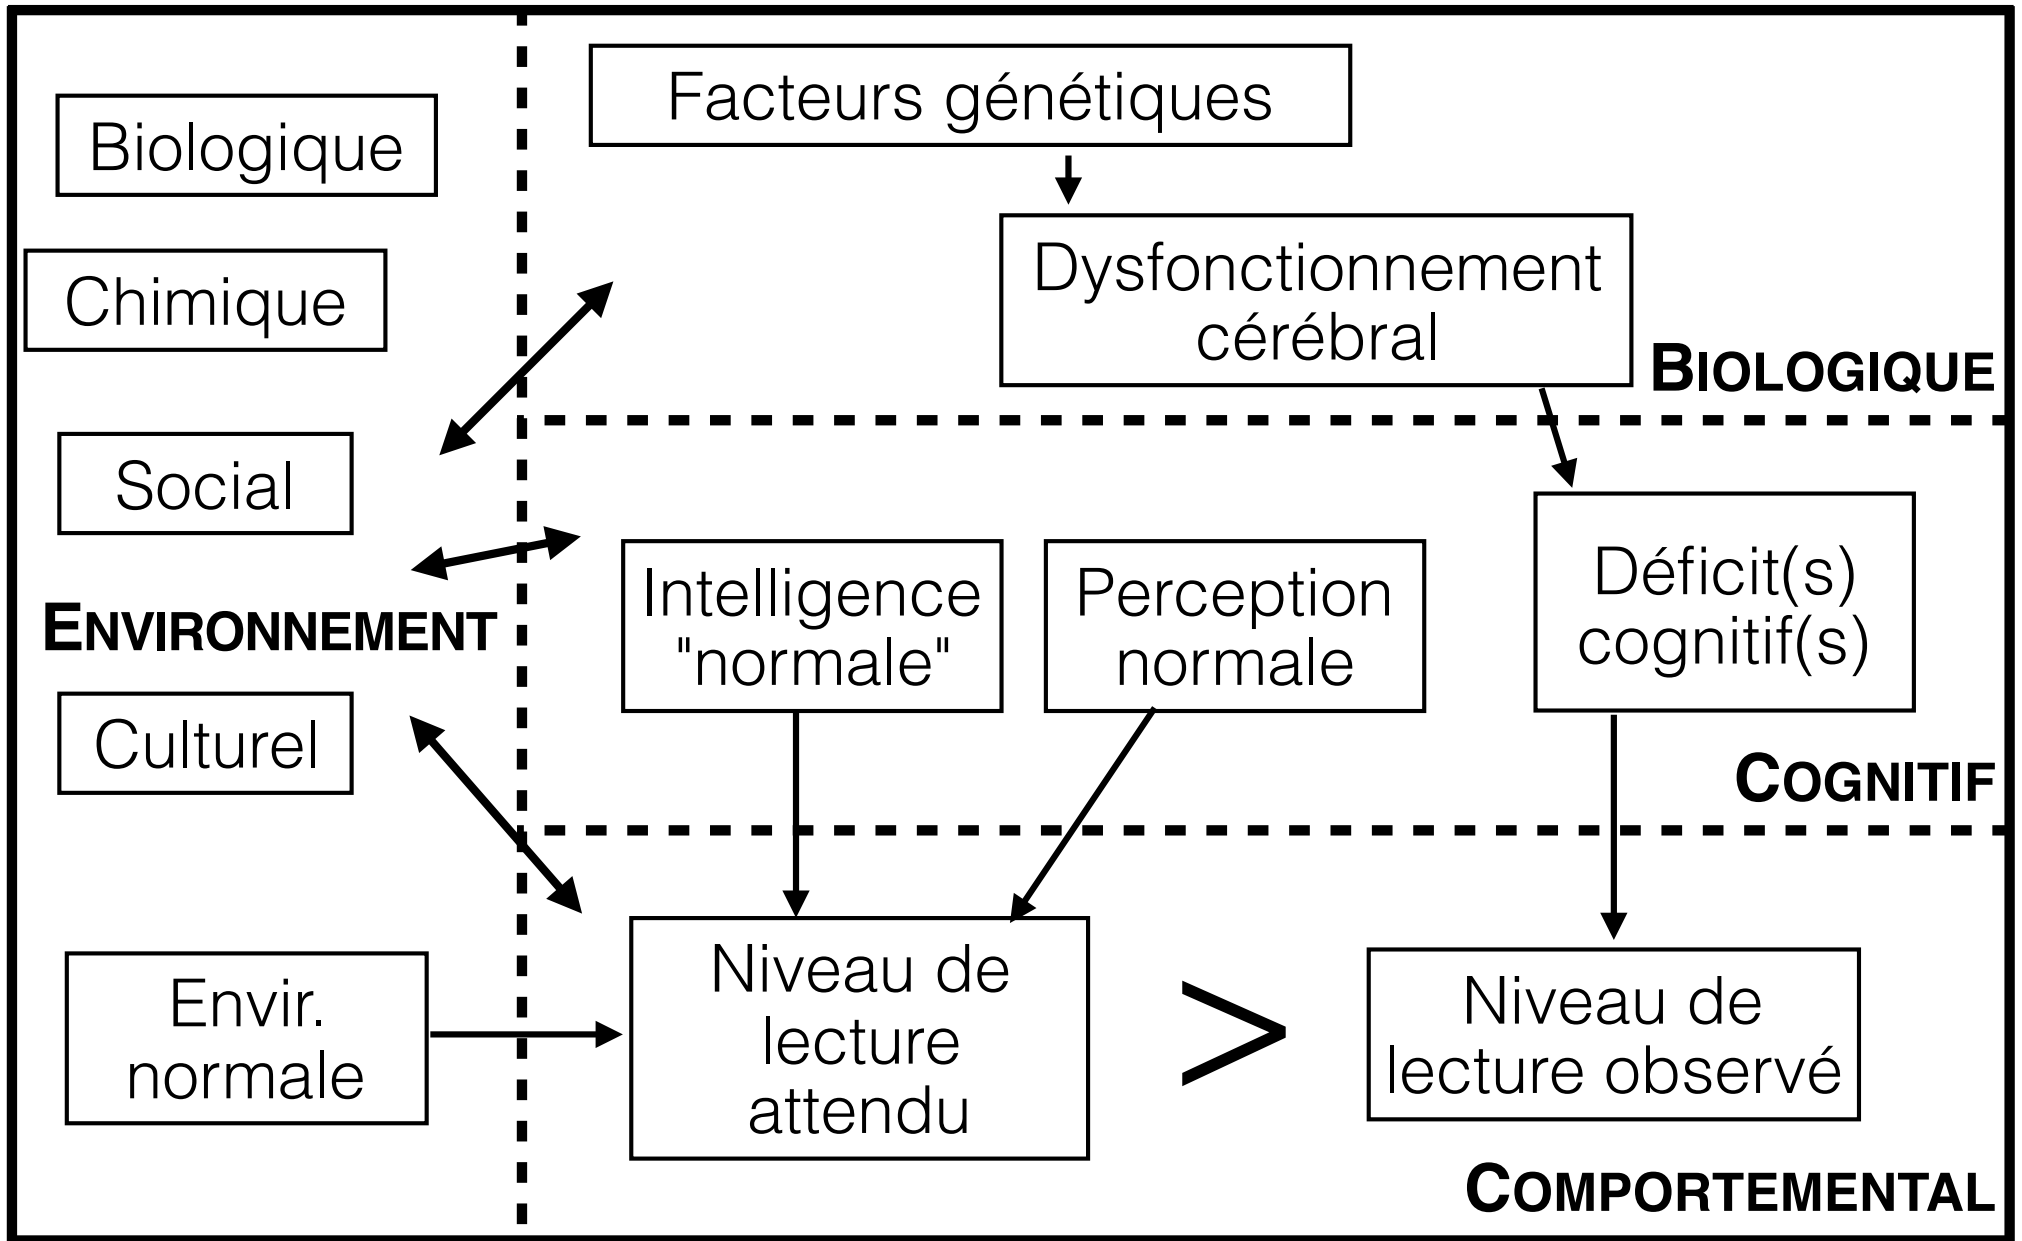 Biologique
Chimique
Social
ENVIRONNEMENT
Culturel
Envir.
normale
Facteurs génétiques
Dysfonctionnement
cérébral
BIOLOGIQUE
Intelligence
"normale"
Perception
normale
Déficit(s)
cognitif(s)
COGNITIF
Niveau de
lecture
attendu
>
Niveau de
lecture observé
COMPORTEMENTAL